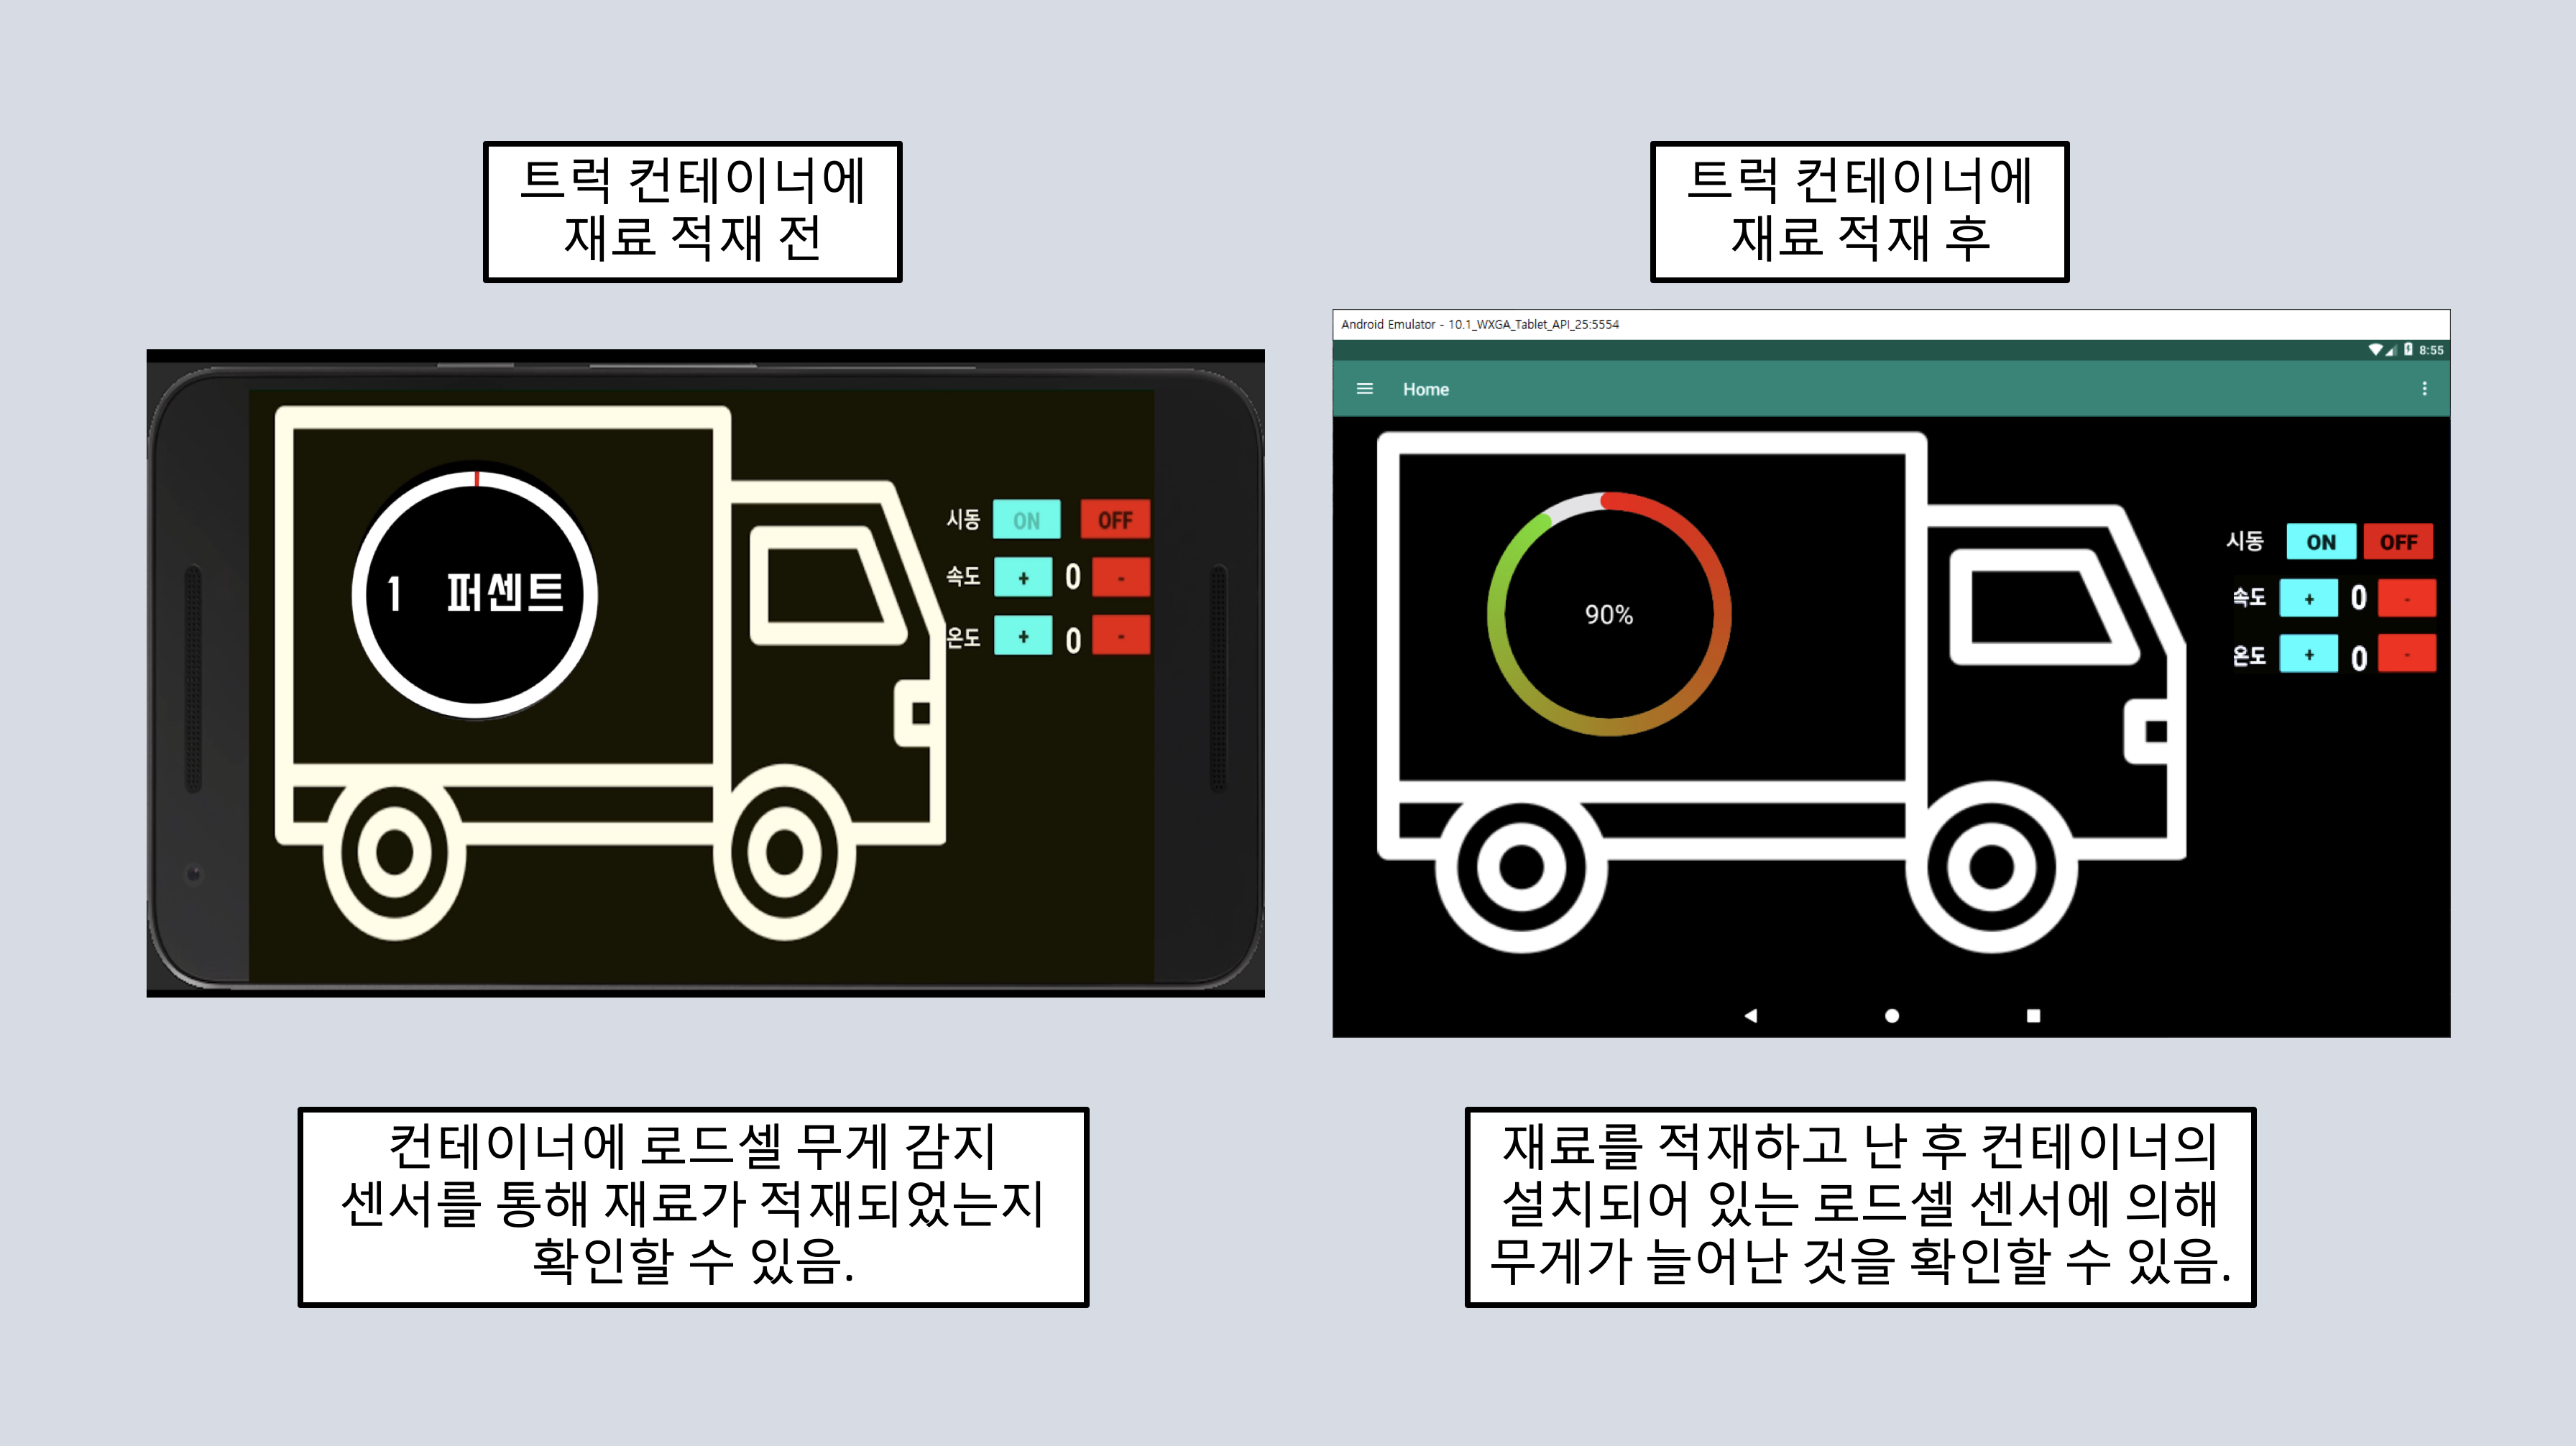 트럭 컨테이너에
재료 적재 전
트럭 컨테이너에
재료 적재 후
1 퍼센트
시동 ON OFF
속도 + 0 -
온도 + 0 -
Android Emulator - 10.1_WXGA_Tablet_API_25:5554
8:55
Home
90%
시동 ON OFF
속도 + 0 -
온도 + 0 -
컨테이너에 로드셀 무게 감지
센서를 통해 재료가 적재되었는지
확인할 수 있음.
재료를 적재하고 난 후 컨테이너의
설치되어 있는 로드셀 센서에 의해
무게가 늘어난 것을 확인할 수 있음.